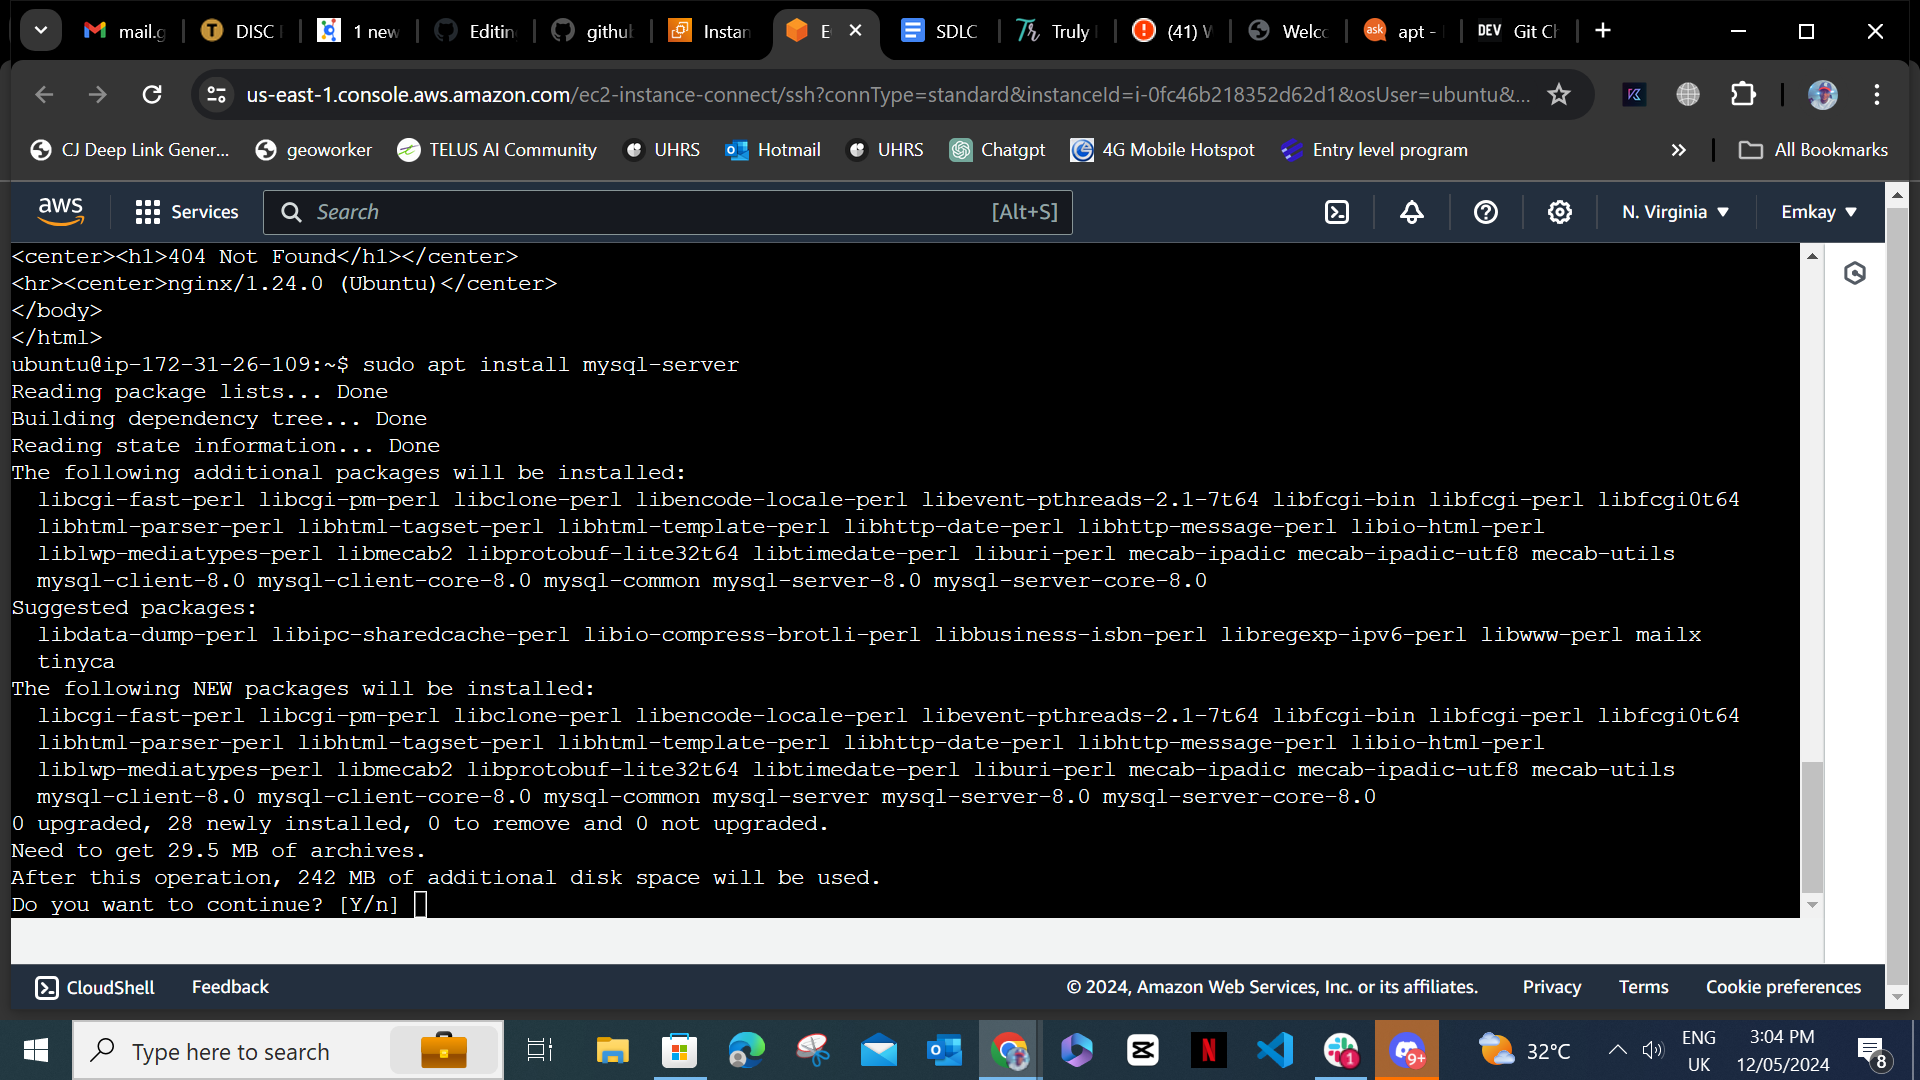 mail.g
DISC
1 new
Editin
github
Instan
E
SDLC
Truly
(41) W
Welco
ask
apt -
DEV
Git Ch
us-east-1.console.aws.amazon.com/ec2-instance-connect/ssh?connType=standard&instanceId=i-0fc46b218352d62d1&osUser=ubuntu&...
CJ Deep Link Gener...
geoworker
TELUS AI Community
UHRS
Hotmail
UHRS
Chatgpt
4G Mobile Hotspot
Entry level program
All Bookmarks
aws
Services
Search
[Alt+S]
N. Virginia
Emkay
<center><h1>404 Not Found</h1></center>
<hr><center>nginx/1.24.0 (Ubuntu)</center>
</body>
</html>
ubuntu@ip-172-31-26-109:~$ sudo apt install mysql-server
Reading package lists... Done
Building dependency tree... Done
Reading state information... Done
The following additional packages will be installed:
libcgi-fast-perl libcgi-pm-perl libclone-perl libencode-locale-perl libevent-pthreads-2.1-7t64 libfcgi-bin libfcgi-perl libfcgi0t64
libhtml-parser-perl libhtml-tagset-perl libhtml-template-perl libhttp-date-perl libhttp-message-perl libio-html-perl
liblwp-mediatypes-perl libmecab2 libprotobuf-lite32t64 libtimedate-perl liburi-perl mecab-ipadic mecab-ipadic-utf8 mecab-utils
mysql-client-8.0 mysql-client-core-8.0 mysql-common mysql-server-8.0 mysql-server-core-8.0
Suggested packages:
libdata-dump-perl libipc-sharedcache-perl libio-compress-brotli-perl libbusiness-isbn-perl libregexp-ipv6-perl libwww-perl mailx
tinyca
The following NEW packages will be installed:
libcgi-fast-perl libcgi-pm-perl libclone-perl libencode-locale-perl libevent-pthreads-2.1-7t64 libfcgi-bin libfcgi-perl libfcgi0t64
libhtml-parser-perl libhtml-tagset-perl libhtml-template-perl libhttp-date-perl libhttp-message-perl libio-html-perl
liblwp-mediatypes-perl libmecab2 libprotobuf-lite32t64 libtimedate-perl liburi-perl mecab-ipadic mecab-ipadic-utf8 mecab-utils
mysql-client-8.0 mysql-client-core-8.0 mysql-common mysql-server mysql-server-8.0 mysql-server-core-8.0
0 upgraded, 28 newly installed, 0 to remove and 0 not upgraded.
Need to get 29.5 MB of archives.
After this operation, 242 MB of additional disk space will be used.
Do you want to continue? [Y/n]
CloudShell
Feedback
© 2024, Amazon Web Services, Inc. or its affiliates.
Privacy
Terms
Cookie preferences
Type here to search
1
9+
32°C
ENG
UK
3:04 PM
12/05/2024
8